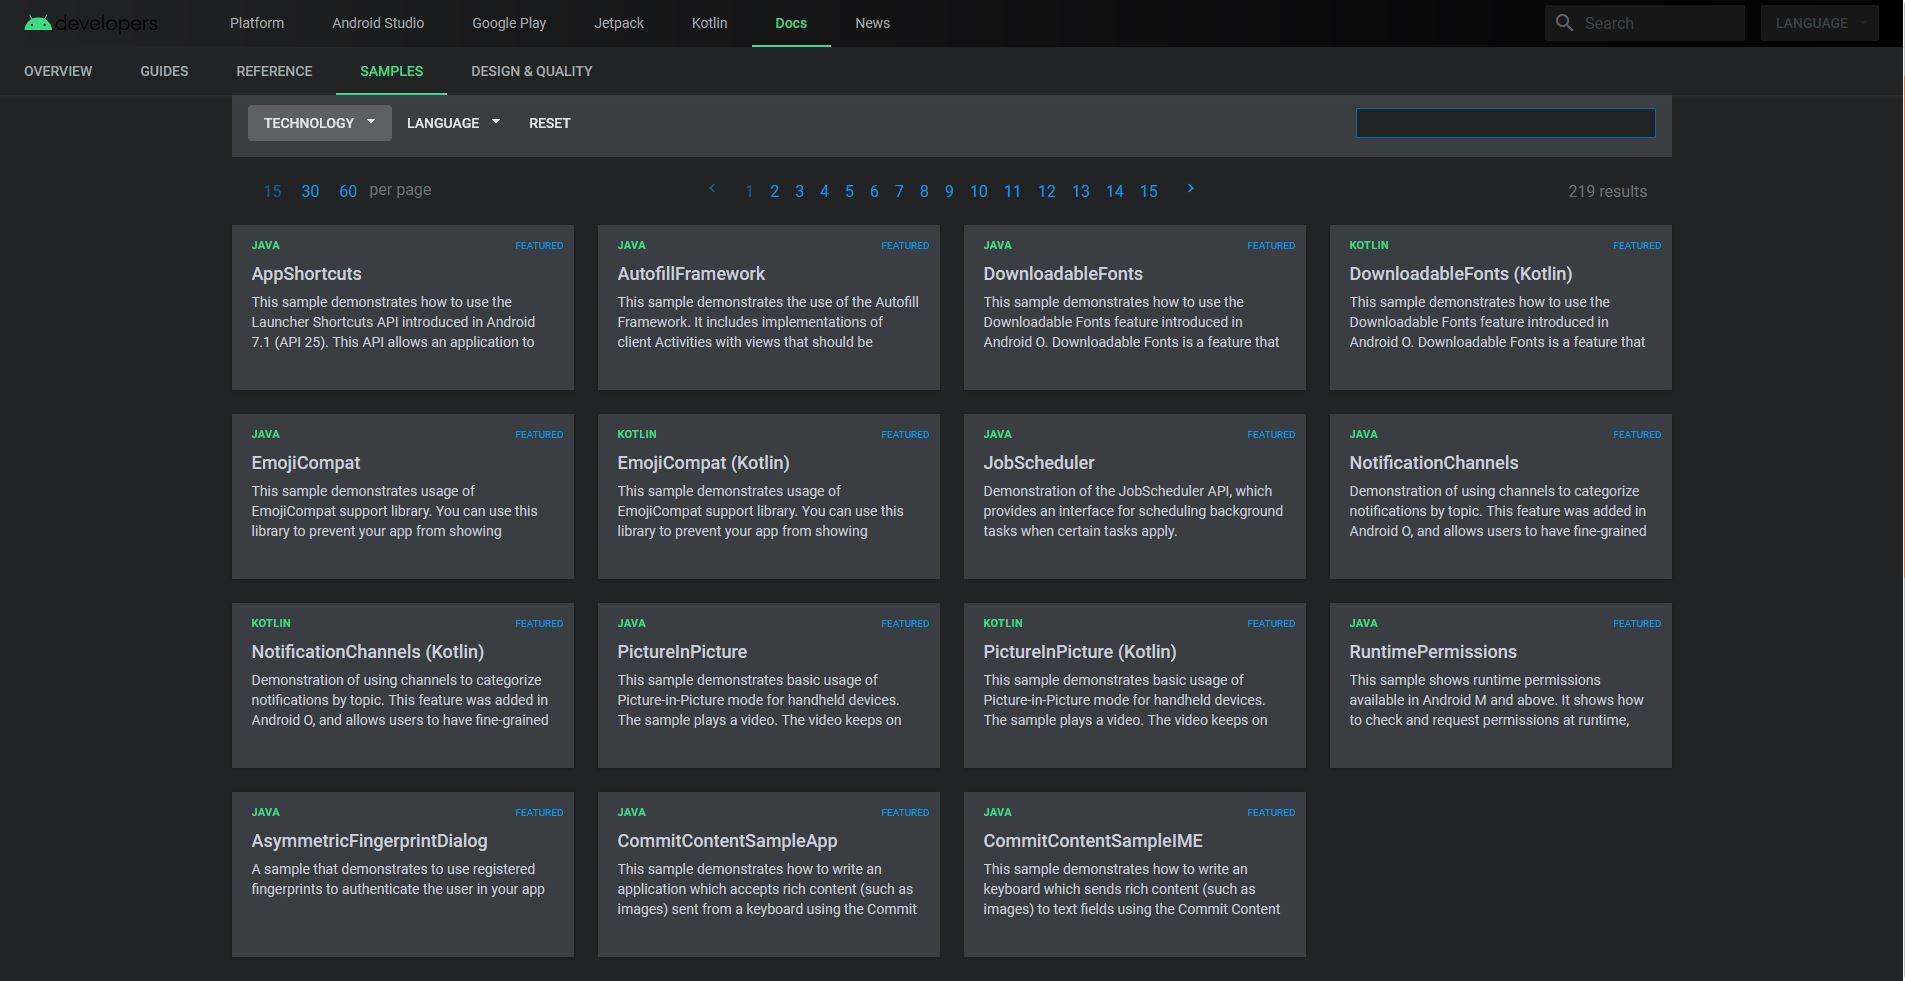 developers Platform Android Studio Google Play Jetpack Kotlin Docs News Search LANGUAGE
OVERVIEW GUIDES REFERENCE SAMPLES DESIGN & QUALITY
TECHNOLOGY LANGUAGE RESET
15 30 60 per page 1 2 3 4 5 6 7 8 9 10 11 12 13 14 15 219 results
JAVA FEATURED
AppShortcuts
This sample demonstrates how to use the
Launcher Shortcuts API introduced in Android
7.1 (API 25). This API allows an application to
JAVA FEATURED
AutofillFramework
This sample demonstrates the use of the Autofill
Framework. It includes implementations of
client Activities with views that should be
JAVA FEATURED
DownloadableFonts
This sample demonstrates how to use the
Downloadable Fonts feature introduced in
Android O. Downloadable Fonts is a feature that
KOTLIN FEATURED
DownloadableFonts (Kotlin)
This sample demonstrates how to use the
Downloadable Fonts feature introduced in
Android O. Downloadable Fonts is a feature that
JAVA FEATURED
EmojiCompat
This sample demonstrates usage of
EmojiCompat support library. You can use this
library to prevent your app from showing
KOTLIN FEATURED
EmojiCompat (Kotlin)
This sample demonstrates usage of
EmojiCompat support library. You can use this
library to prevent your app from showing
JAVA FEATURED
JobScheduler
Demonstration of the JobScheduler API, which
provides an interface for scheduling background
tasks when certain tasks apply.
JAVA FEATURED
NotificationChannels
Demonstration of using channels to categorize
notifications by topic. This feature was added in
Android O, and allows users to have fine-grained
KOTLIN FEATURED
NotificationChannels (Kotlin)
Demonstration of using channels to categorize
notifications by topic. This feature was added in
Android O, and allows users to have fine-grained
JAVA FEATURED
PictureInPicture
This sample demonstrates basic usage of
Picture-in-Picture mode for handheld devices.
The sample plays a video. The video keeps on
KOTLIN FEATURED
PictureInPicture (Kotlin)
This sample demonstrates basic usage of
Picture-in-Picture mode for handheld devices.
The sample plays a video. The video keeps on
JAVA FEATURED
RuntimePermissions
This sample shows runtime permissions
available in Android M and above. It shows how
to check and request permissions at runtime,
JAVA FEATURED
AsymmetricFingerprintDialog
A sample that demonstrates to use registered
fingerprints to authenticate the user in your app
JAVA FEATURED
CommitContentSampleApp
This sample demonstrates how to write an
application which accepts rich content (such as
images) sent from a keyboard using the Commit
JAVA FEATURED
CommitContentSampleIME
This sample demonstrates how to write an
keyboard which sends rich content (such as
images) to text fields using the Commit Content